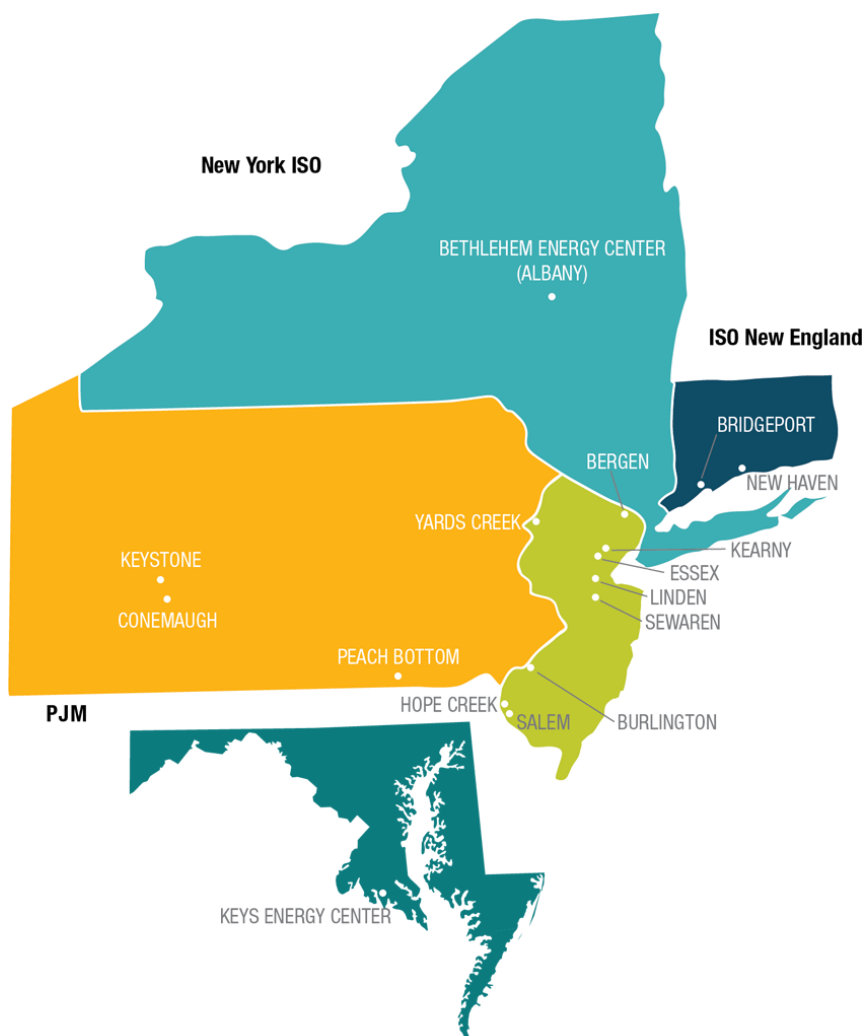 New York ISO
BETHLEHEM ENERGY CENTER
(ALBANY)
ISO New England
BRIDGEPORT
BERGEN
NEW HAVEN
YARDS CREEK
KEARNY
KEYSTONE
ESSEX
LINDEN
CONEMAUGH
SEWAREN
PEACH BOTTOM
HOPE CREEK
PJM
SALEM
BURLINGTON
KEYS ENERGY CENTER